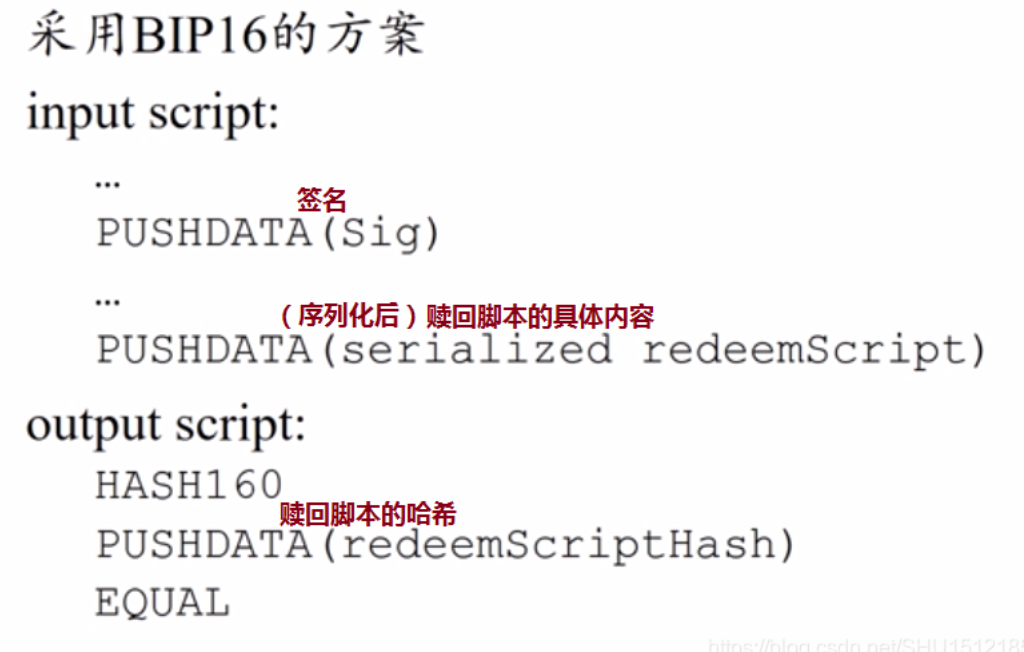 采用BIP16的方案
input script:
…
签名
PUSHDATA(Sig)
…
（序列化后）赎回脚本的具体内容
PUSHDATA(serialized redeemScript)
output script:
HASH160
赎回脚本的哈希
PUSHDATA(redeemScriptHash)
EQUAL
https://blog.csdn.net/SHU151218